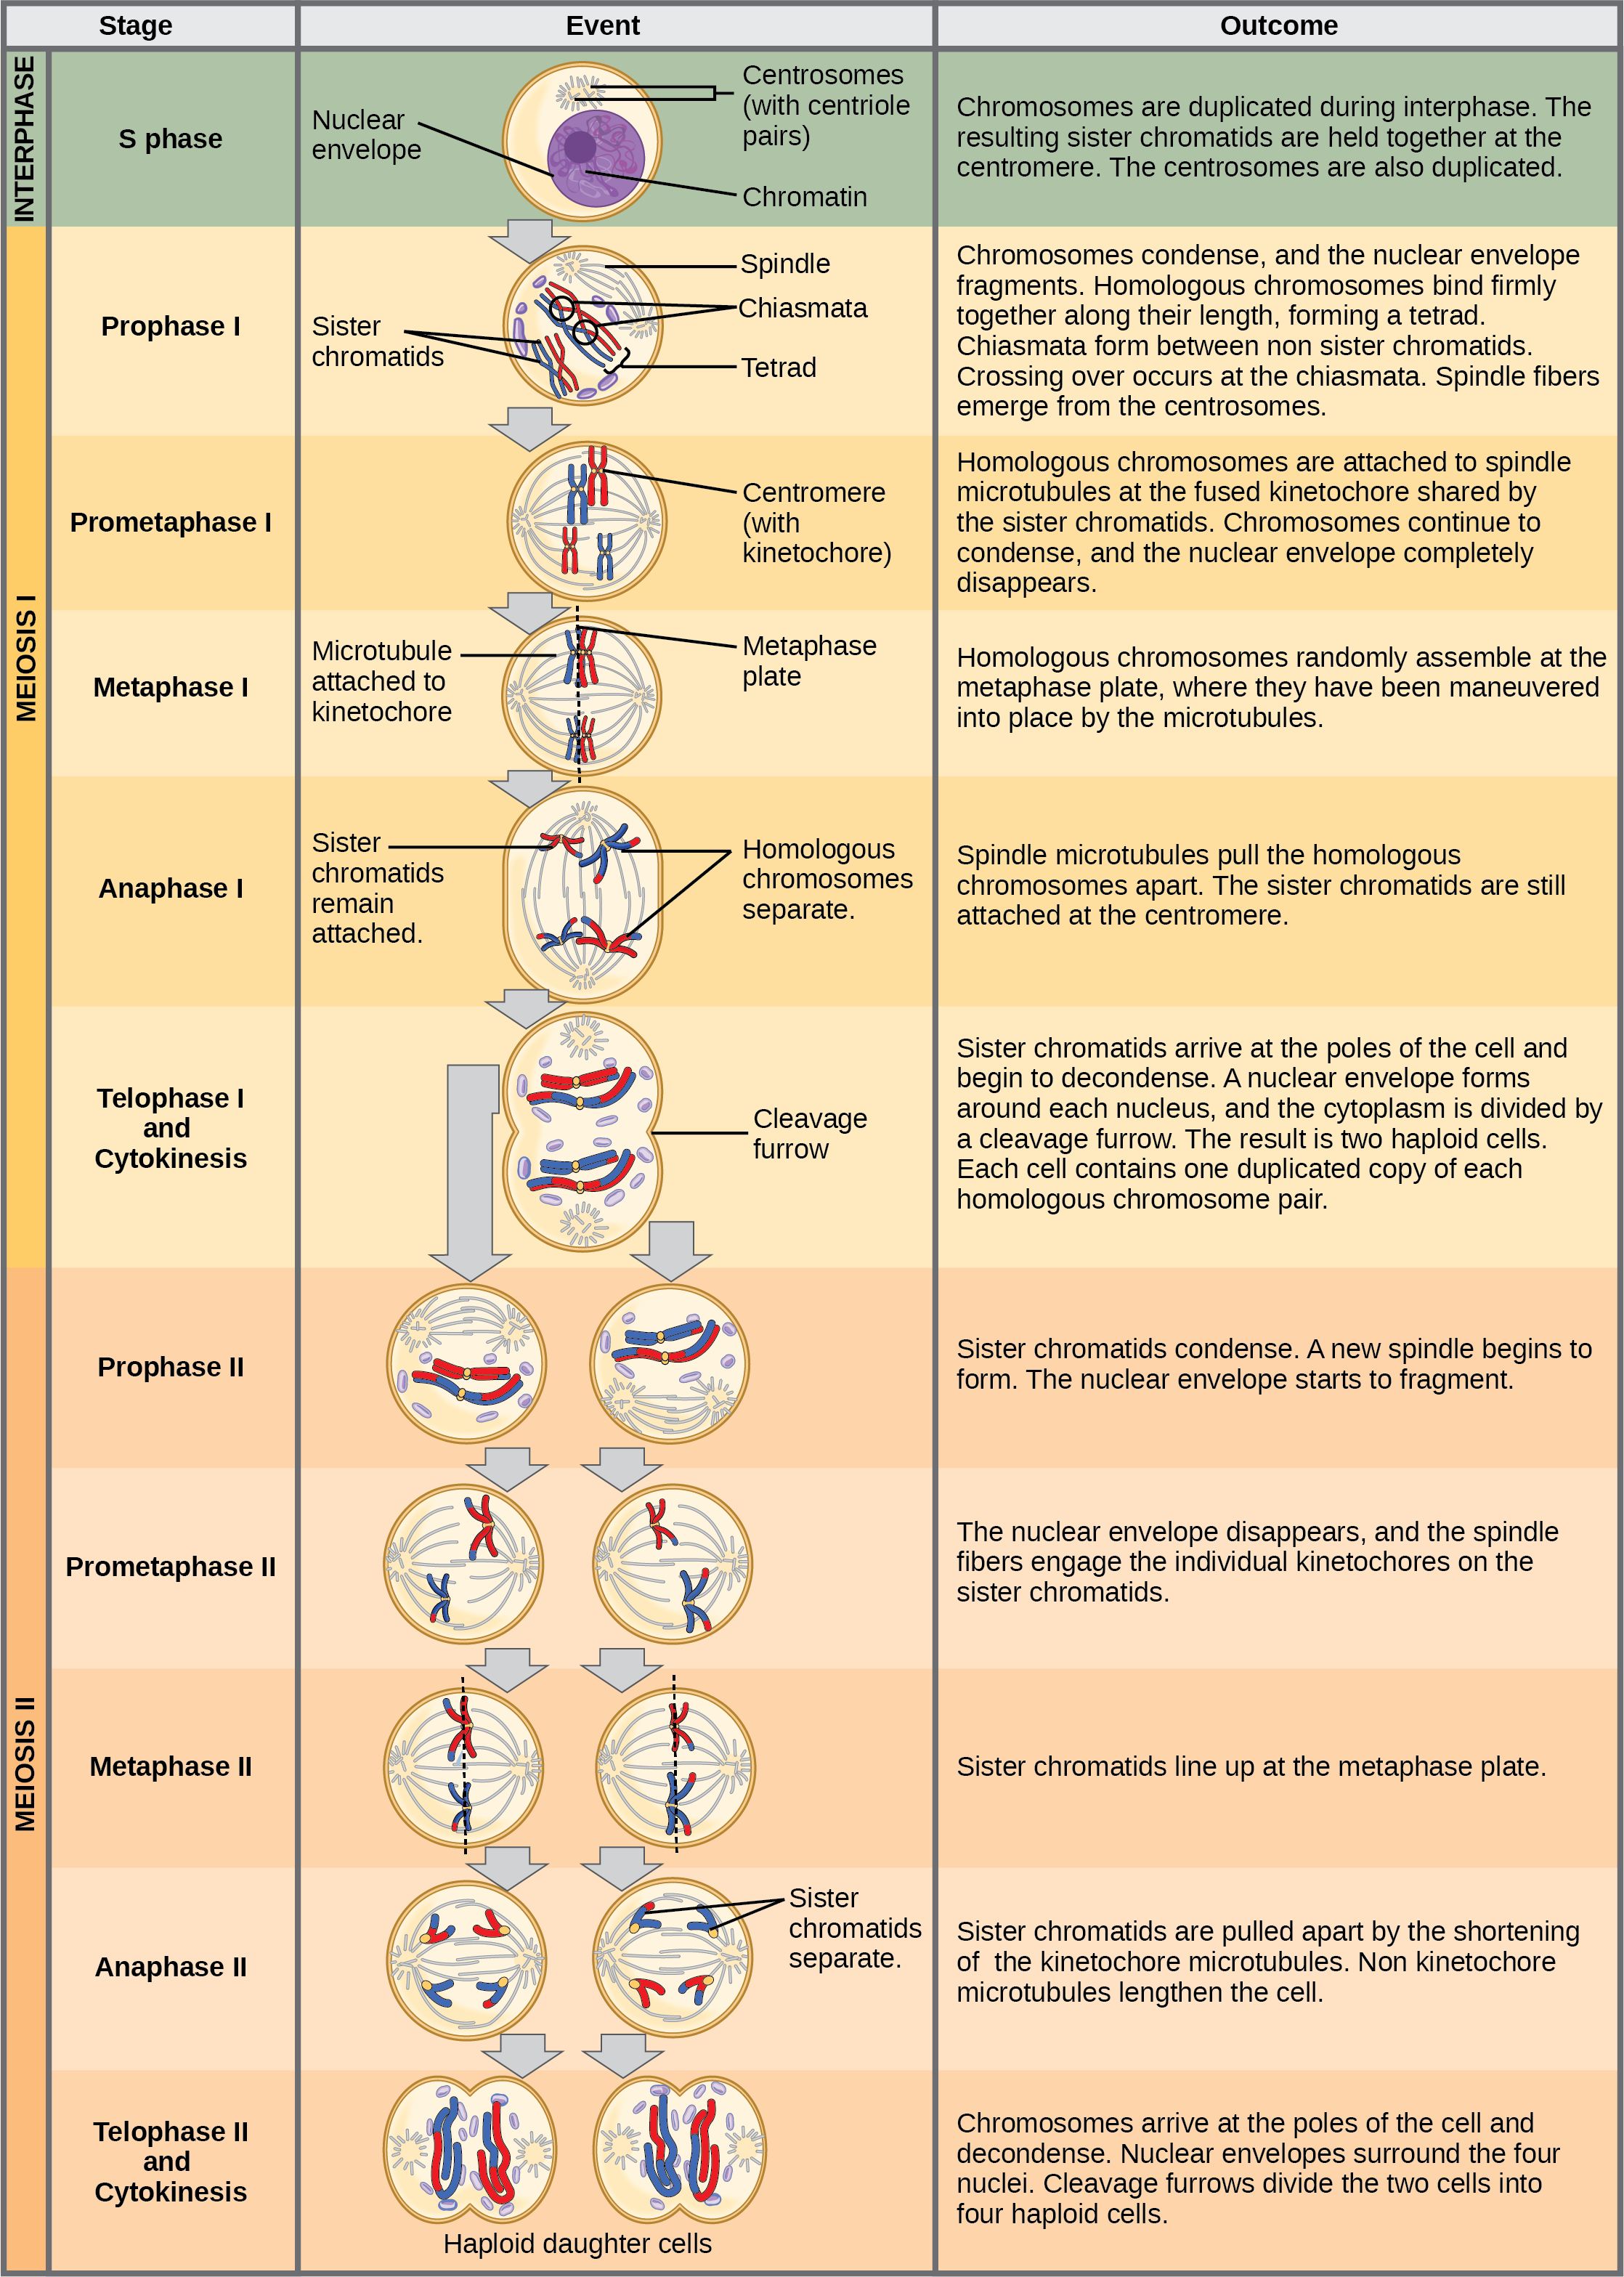 Stage
Event
Outcome
INTERPHASE
S phase
Nuclear
envelope
Centrosomes
(with centriole
pairs)
Chromatin
Chromosomes are duplicated during interphase. The
resulting sister chromatids are held together at the
centromere. The centrosomes are also duplicated.
MEIOSIS I
Prophase I
Sister
chromatids
Spindle
Chiasmata
Tetrad
Chromosomes condense, and the nuclear envelope
fragments. Homologous chromosomes bind firmly
together along their length, forming a tetrad.
Chiasmata form between non sister chromatids.
Crossing over occurs at the chiasmata. Spindle fibers
emerge from the centrosomes.
Prometaphase I
Centromere
(with
kinetochore)
Homologous chromosomes are attached to spindle
microtubules at the fused kinetochore shared by
the sister chromatids. Chromosomes continue to
condense, and the nuclear envelope completely
disappears.
Metaphase I
Microtubule
attached to
kinetochore
Metaphase
plate
Homologous chromosomes randomly assemble at the
metaphase plate, where they have been maneuvered
into place by the microtubules.
Anaphase I
Sister
chromatids
remain
attached.
Homologous
chromosomes
separate.
Spindle microtubules pull the homologous
chromosomes apart. The sister chromatids are still
attached at the centromere.
Telophase I
and
Cytokinesis
Cleavage
furrow
Sister chromatids arrive at the poles of the cell and
begin to decondense. A nuclear envelope forms
around each nucleus, and the cytoplasm is divided by
a cleavage furrow. The result is two haploid cells.
Each cell contains one duplicated copy of each
homologous chromosome pair.
MEIOSIS II
Prophase II
Sister chromatids condense. A new spindle begins to
form. The nuclear envelope starts to fragment.
Prometaphase II
The nuclear envelope disappears, and the spindle
fibers engage the individual kinetochores on the
sister chromatids.
Metaphase II
Sister chromatids line up at the metaphase plate.
Anaphase II
Sister
chromatids
separate.
Sister chromatids are pulled apart by the shortening
of  the kinetochore microtubules. Non kinetochore
microtubules lengthen the cell.
Telophase II
and
Cytokinesis
Haploid daughter cells
Chromosomes arrive at the poles of the cell and
decondense. Nuclear envelopes surround the four
nuclei. Cleavage furrows divide the two cells into
four haploid cells.